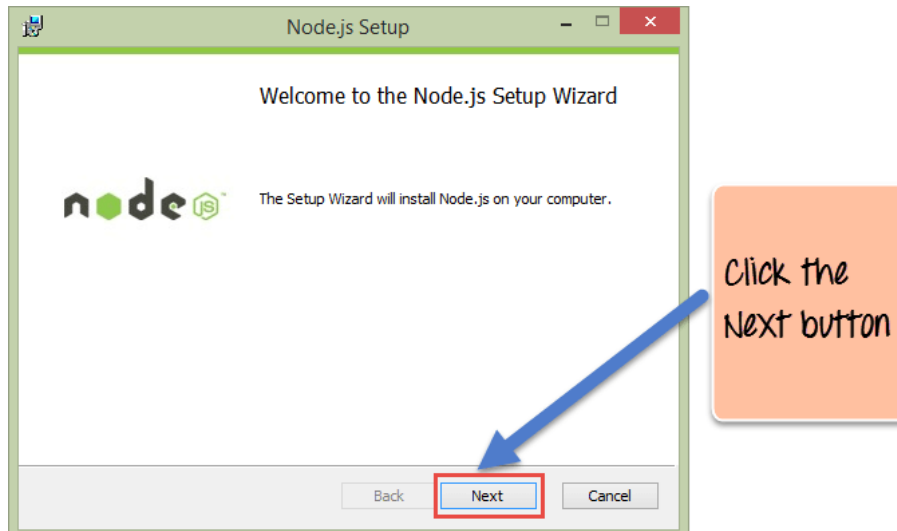 Node.js Setup
Welcome to the Node.js Setup Wizard
node JS
The Setup Wizard will install Node.js on your computer.
Click the
Next button
Back
Next
Cancel